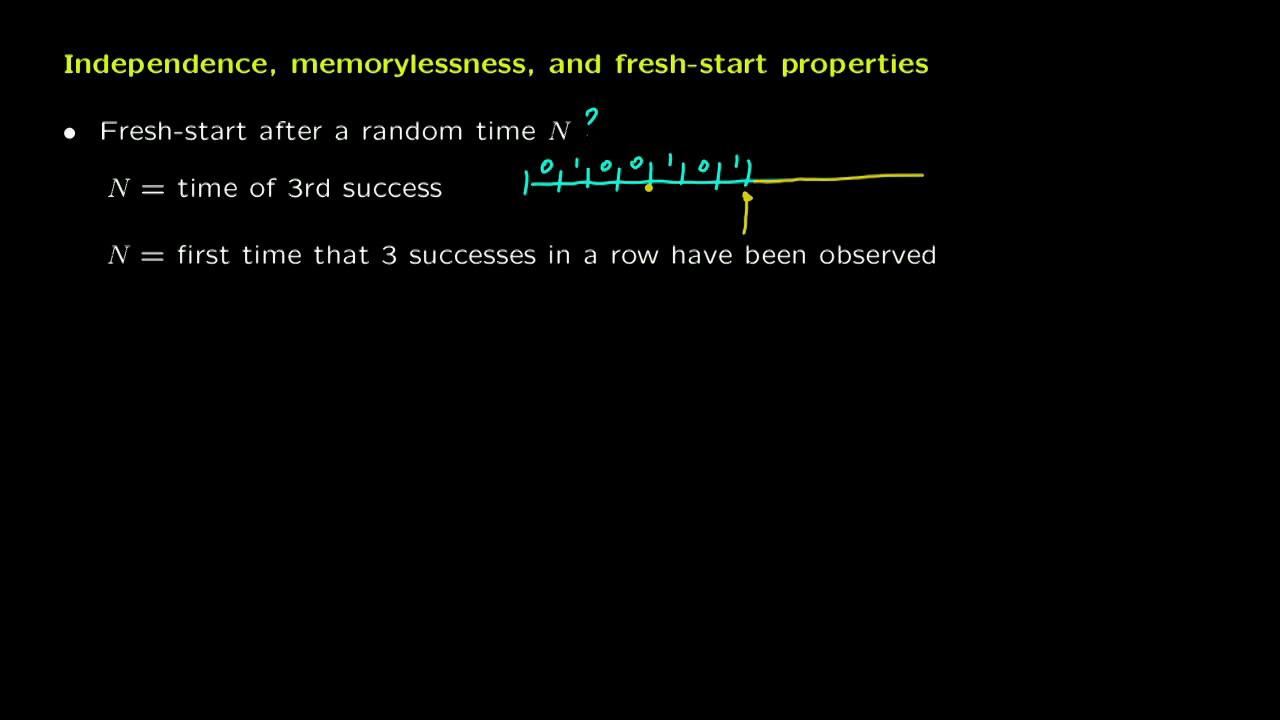 Independence, memorylessness, and fresh-start properties
• Fresh-start after a random time N ?
0 1 0 0 1 0 1
N = time of 3rd success
N = first time that 3 successes in a row have been observed